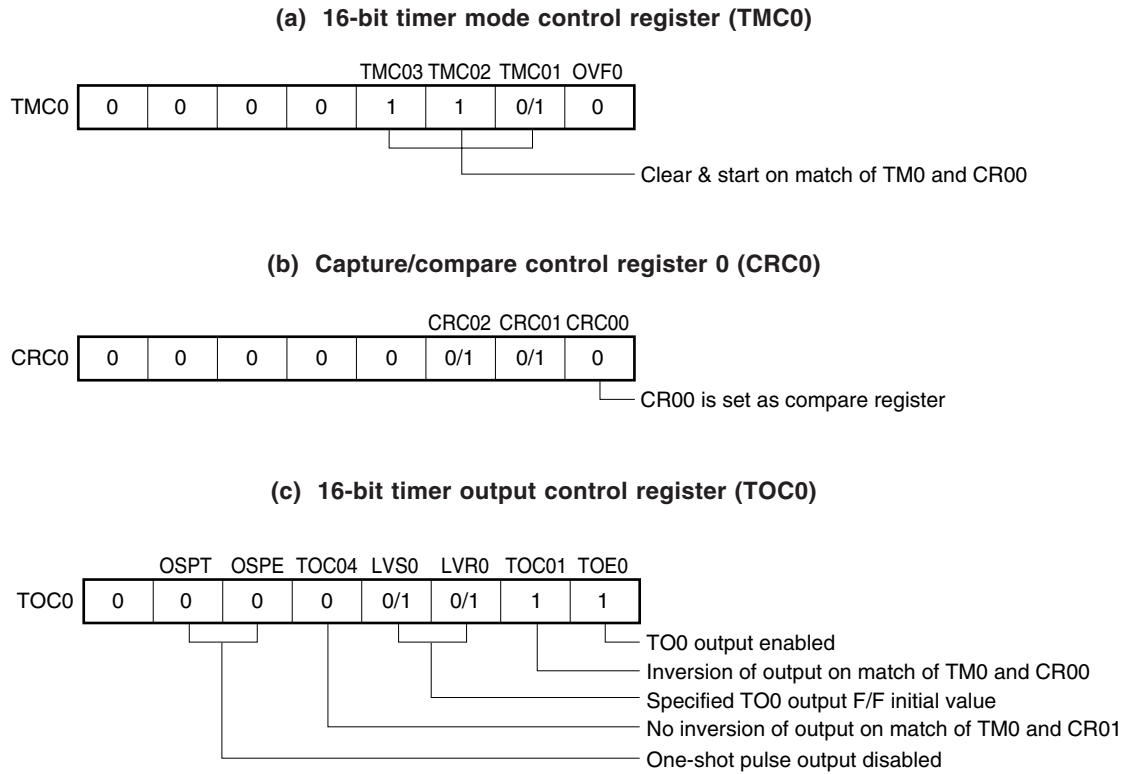 (a) 16-bit timer mode control register (TMC0)
TMC03 TMC02 TMC01 OVF0
TMC0 0 0 0 0 1 1 0/1 0
Clear & start on match of TM0 and CR00
(b) Capture/compare control register 0 (CRC0)
CRC02 CRC01 CRC00
CRC0 0 0 0 0 0 0/1 0/1 0
CR00 is set as compare register
(c) 16-bit timer output control register (TOC0)
OSPT OSPE TOC04 LVS0 LVR0 TOC01 TOE0
TOC0 0 0 0 0 0/1 0/1 1 1
TO0 output enabled
Inversion of output on match of TM0 and CR00
Specified TO0 output F/F initial value
No inversion of output on match of TM0 and CR01
One-shot pulse output disabled